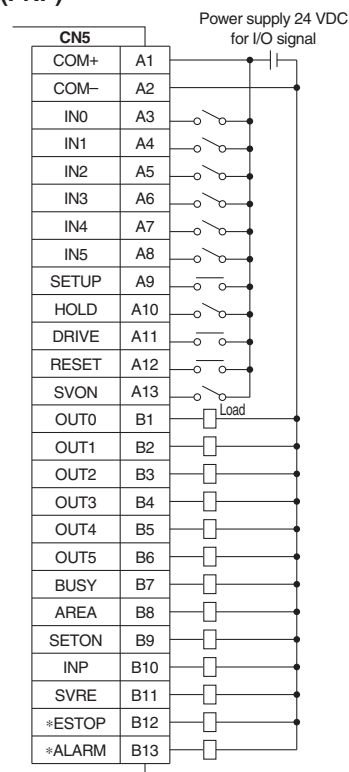 (PNP)
Power supply 24 VDC
for I/O signal
CN5
COM+ A1
COM– A2
IN0 A3
IN1 A4
IN2 A5
IN3 A6
IN4 A7
IN5 A8
SETUP A9
HOLD A10
DRIVE A11
RESET A12
SVON A13
Load
OUT0 B1
OUT1 B2
OUT2 B3
OUT3 B4
OUT4 B5
OUT5 B6
BUSY B7
AREA B8
SETON B9
INP B10
SVRE B11
∗ESTOP B12
∗ALARM B13